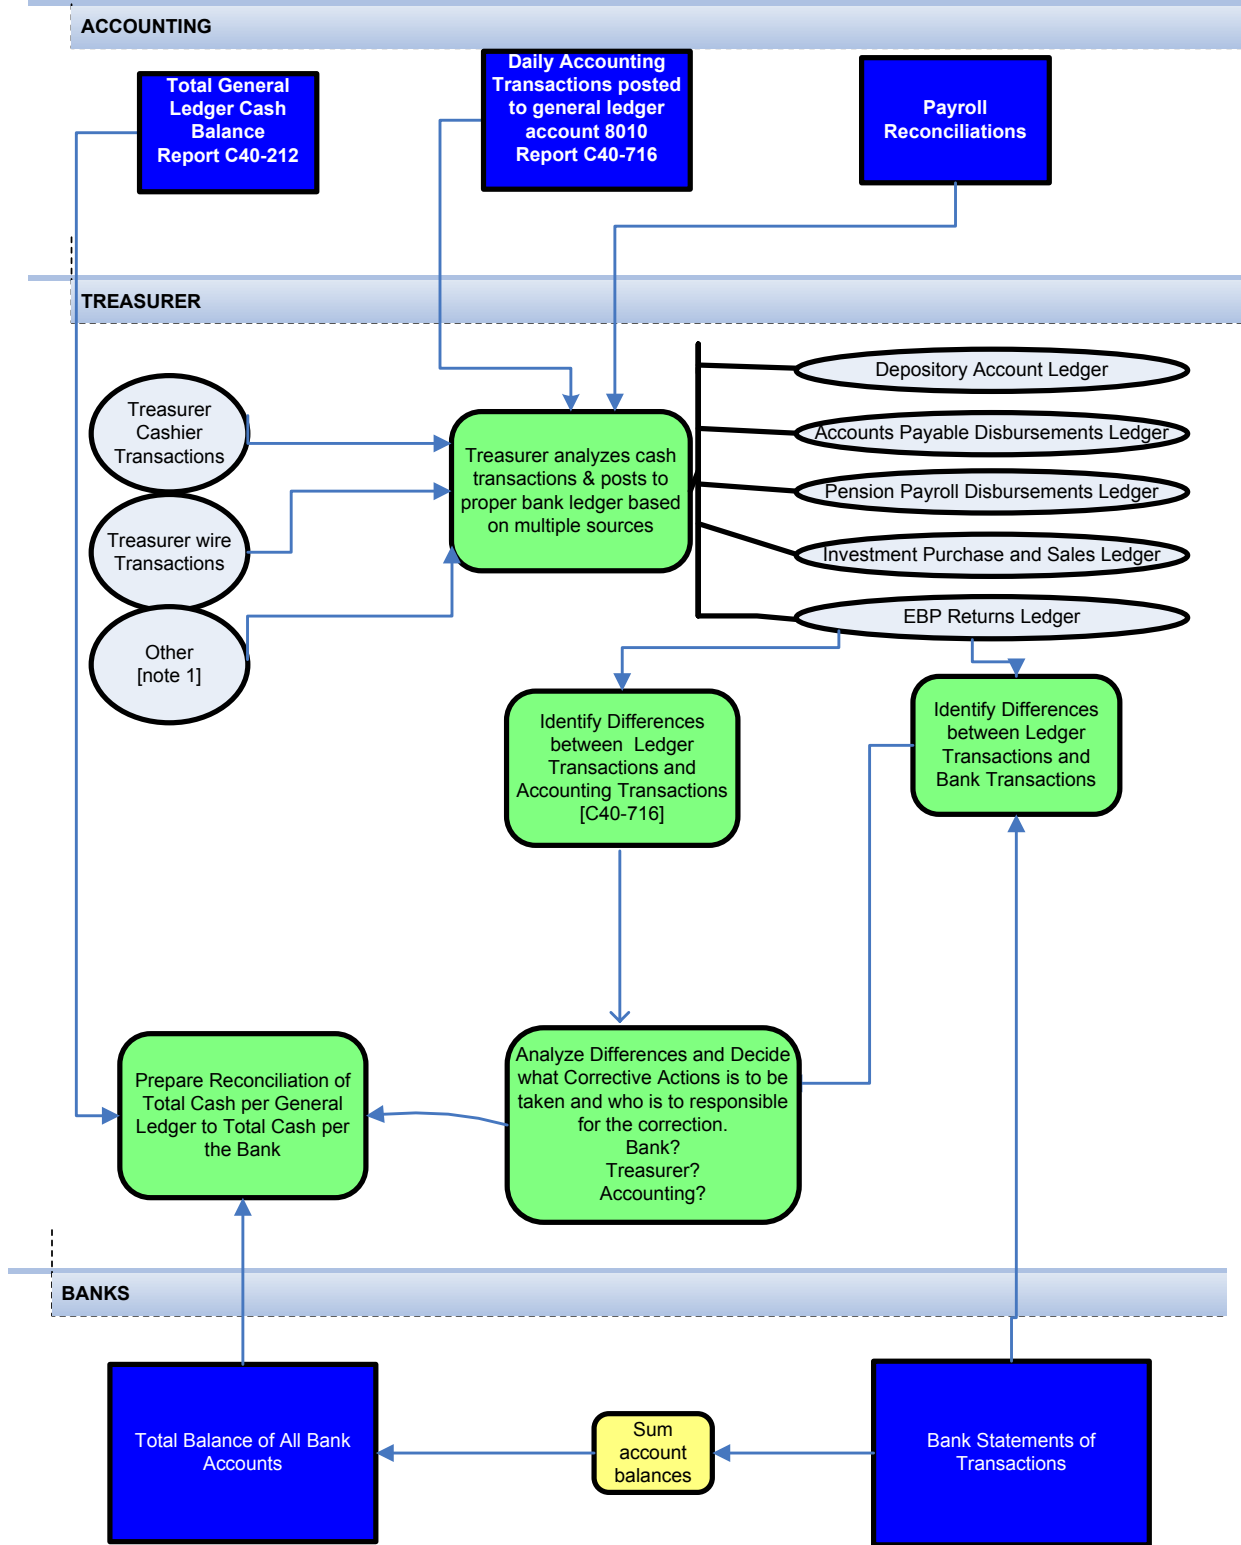 ACCOUNTING
Total General
Ledger Cash
Balance
Report C40-212
Daily Accounting
Transactions posted
to general ledger
account 8010
Report C40-716
Payroll
Reconciliations
TREASURER
Treasurer
Cashier
Transactions
Treasurer wire
Transactions
Other
[note 1]
Treasurer analyzes cash
transactions & posts to
proper bank ledger based
on multiple sources
Depository Account Ledger
Accounts Payable Disbursements Ledger
Pension Payroll Disbursements Ledger
Investment Purchase and Sales Ledger
EBP Returns Ledger
Identify Differences
between Ledger
Transactions and
Accounting Transactions
[C40-716]
Identify Differences
between Ledger
Transactions and
Bank Transactions
Prepare Reconciliation of
Total Cash per General
Ledger to Total Cash per
the Bank
Analyze Differences and Decide
what Corrective Actions is to be
taken and who is to responsible
for the correction.
Bank?
Treasurer?
Accounting?
BANKS
Total Balance of All Bank
Accounts
Sum
account
balances
Bank Statements of
Transactions